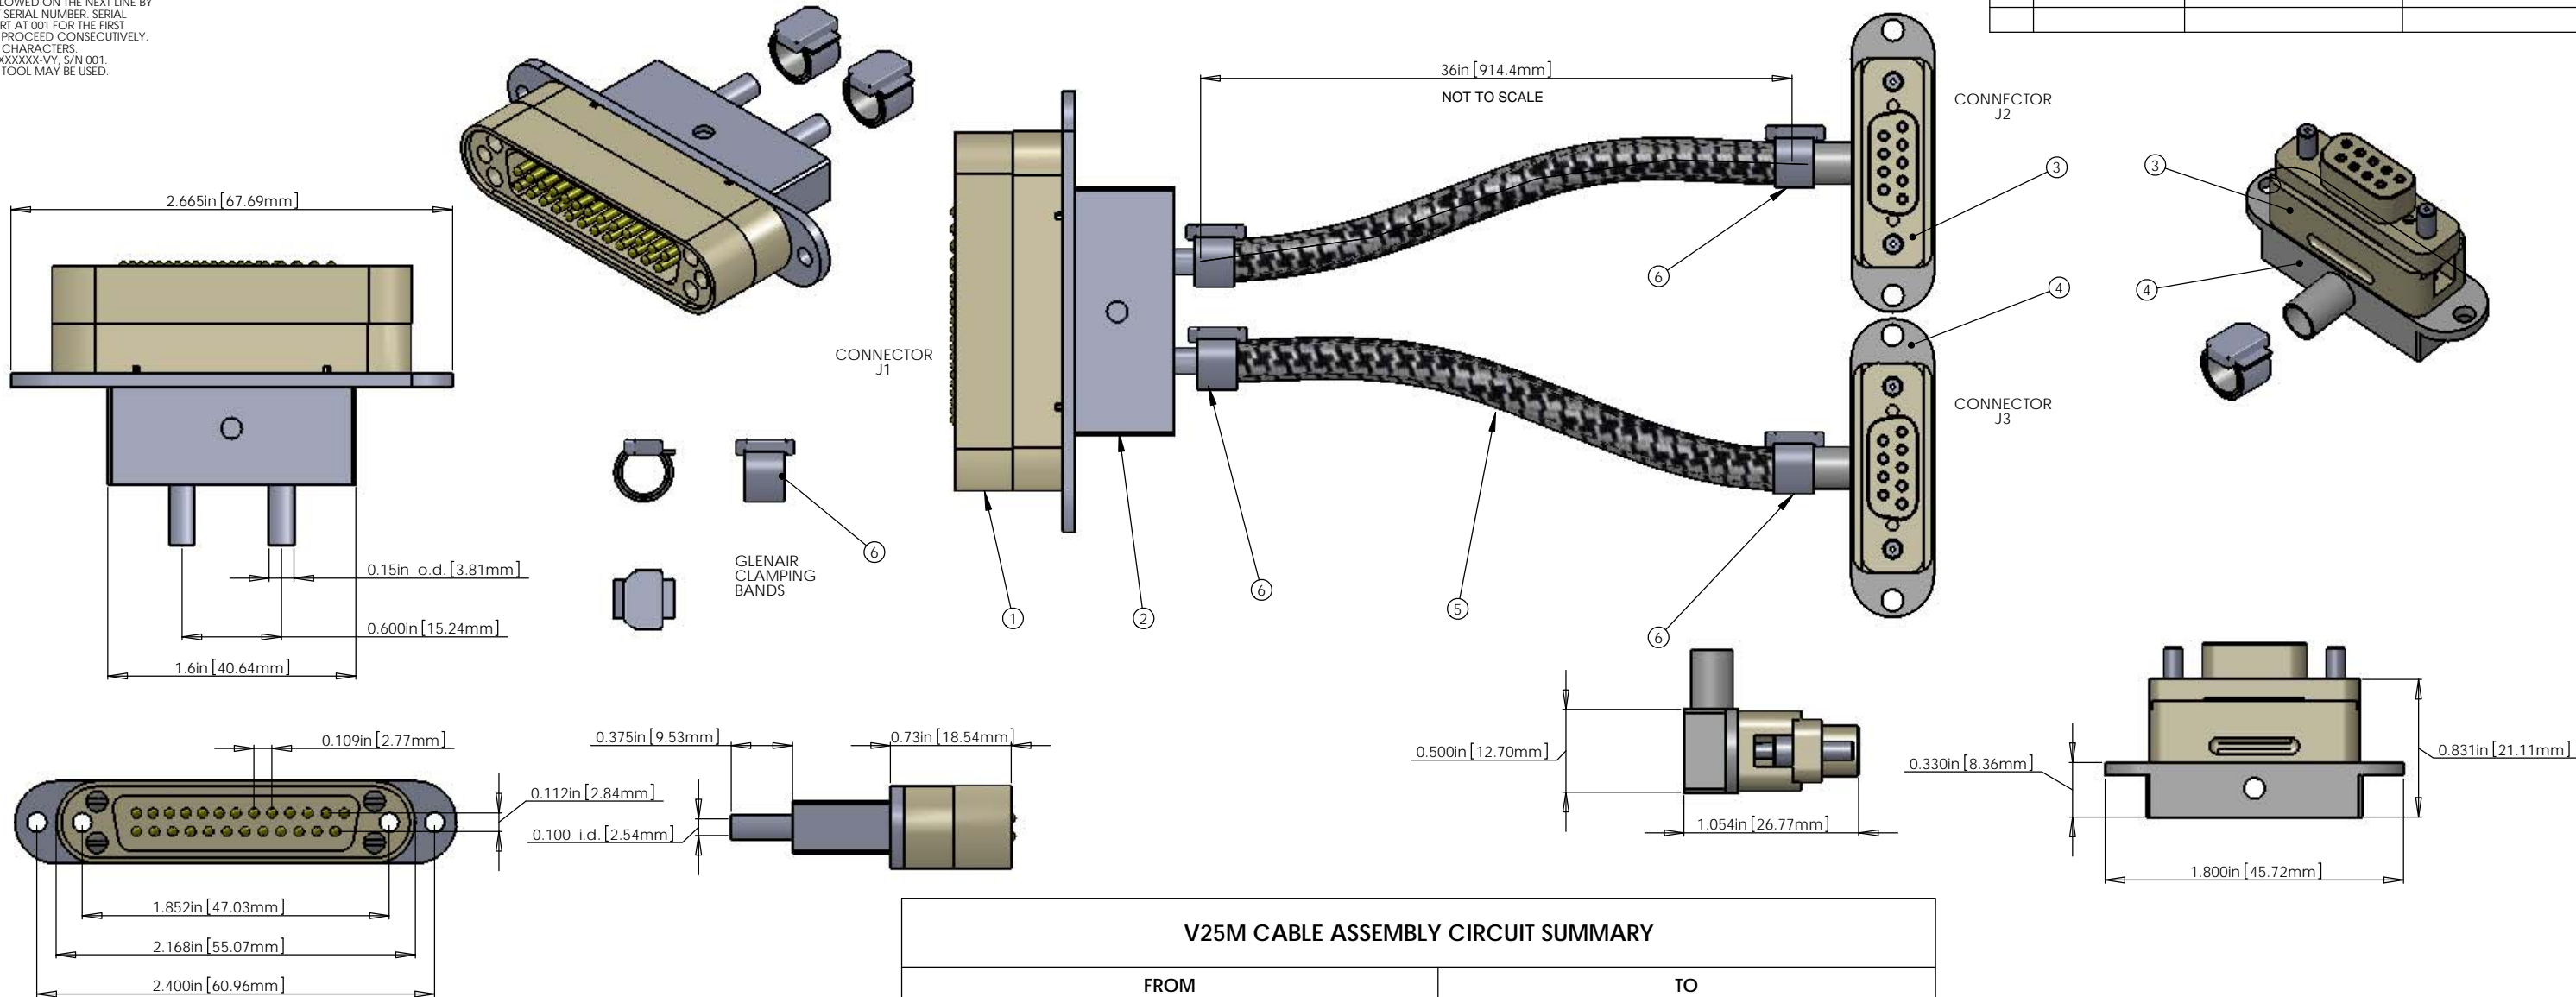 LOWED ON THE NEXT LINE BY
SERIAL NUMBER. SERIAL
RT AT 001 FOR THE FIRST
PROCEED CONSECUTIVELY.
CHARACTERS.
XXXXXX-VY, S/N 001.
TOOL MAY BE USED.
36in [914.4mm]
NOT TO SCALE
CONNECTOR
J2
3
3
4
4
2.665in [67.69mm]
6
CONNECTOR
J1
CONNECTOR
J3
6
GLENAIR
CLAMPING
BANDS
0.15in o.d. [3.81mm]
0.600in [15.24mm]
1.6in [40.64mm]
1
2
6
5
6
0.109in [2.77mm]
0.112in [2.84mm]
1.852in [47.03mm]
2.168in [55.07mm]
2.400in [60.96mm]
0.375in [9.53mm]
0.73in [18.54mm]
0.100 i.d. [2.54mm]
0.500in [12.70mm]
1.054in [26.77mm]
0.330in [8.36mm]
0.831in [21.11mm]
1.800in [45.72mm]
V25M CABLE ASSEMBLY CIRCUIT SUMMARY
FROM
TO